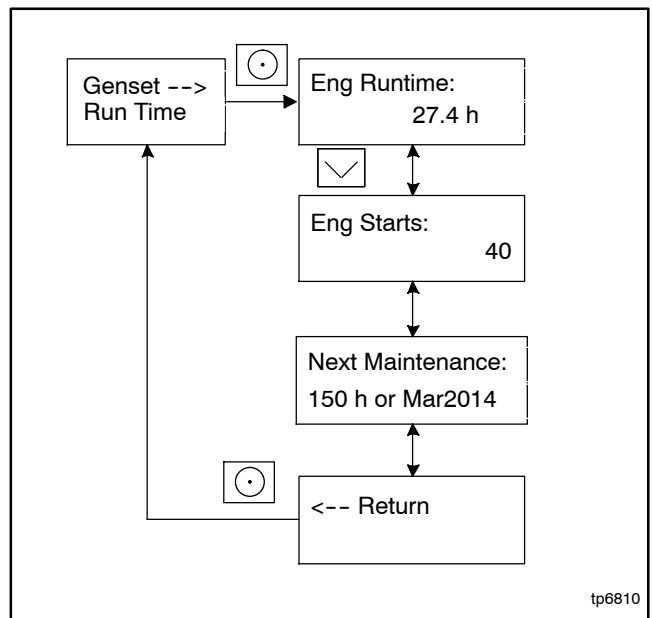 Genset -->
Run Time
Eng Runtime:
27.4 h
Eng Starts:
40
Next Maintenance:
150 h or Mar2014
<-- Return
tp6810